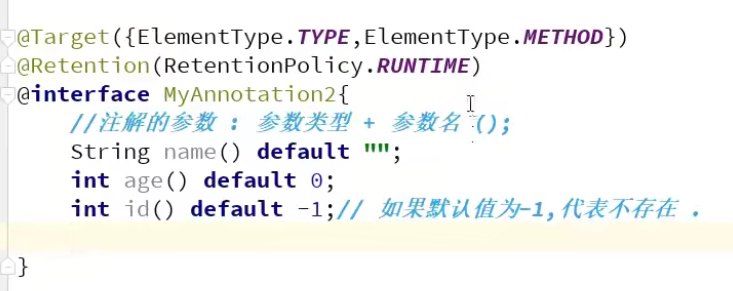 @Target({ElementType.TYPE,ElementType.METHOD})
@Retention(RetentionPolicy.RUNTIME)
@interface MyAnnotation2{
//注解的参数 : 参数类型 + 参数名 ();
String name() default "";
int age() default 0;
int id() default -1;// 如果默认值为-1,代表不存在 .
}